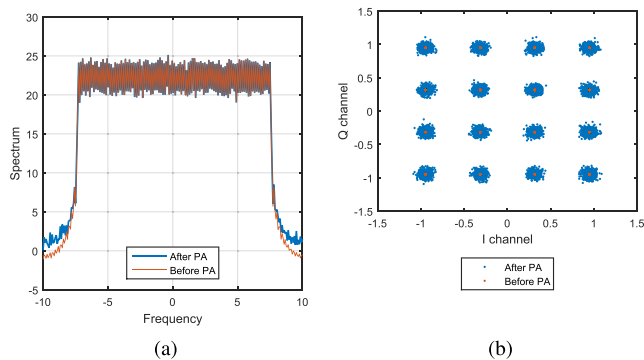 30
25
20
15
10
5
0
-5
Spectrum
-10 -5 0 5 10
Frequency
After PA
Before PA
(a)
1.5
1
0.5
0
-0.5
-1
-1.5
Q channel
-1.5 -1 -0.5 0 0.5 1 1.5
I channel
After PA
Before PA
(b)